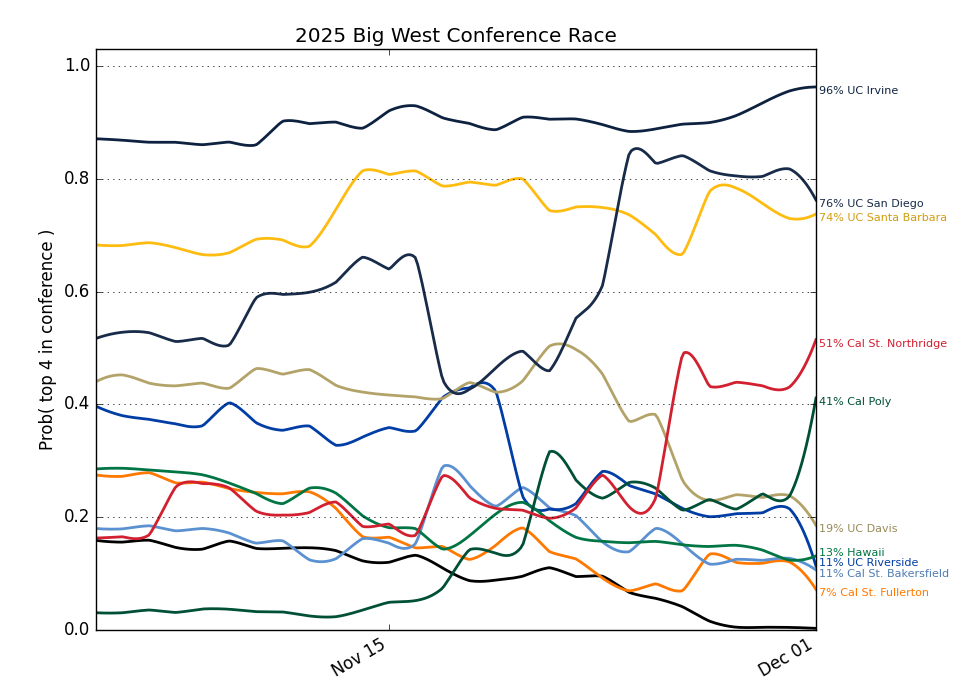 2025 Big West Conference Race
Prob( top 4 in conference )
1.0
0.8
0.6
0.4
0.2
0.0
Nov 15
Dec 01
96% UC Irvine
76% UC San Diego
74% UC Santa Barbara
51% Cal St. Northridge
41% Cal Poly
19% UC Davis
13% Hawaii
11% UC Riverside
11% Cal St. Bakersfield
7% Cal St. Fullerton